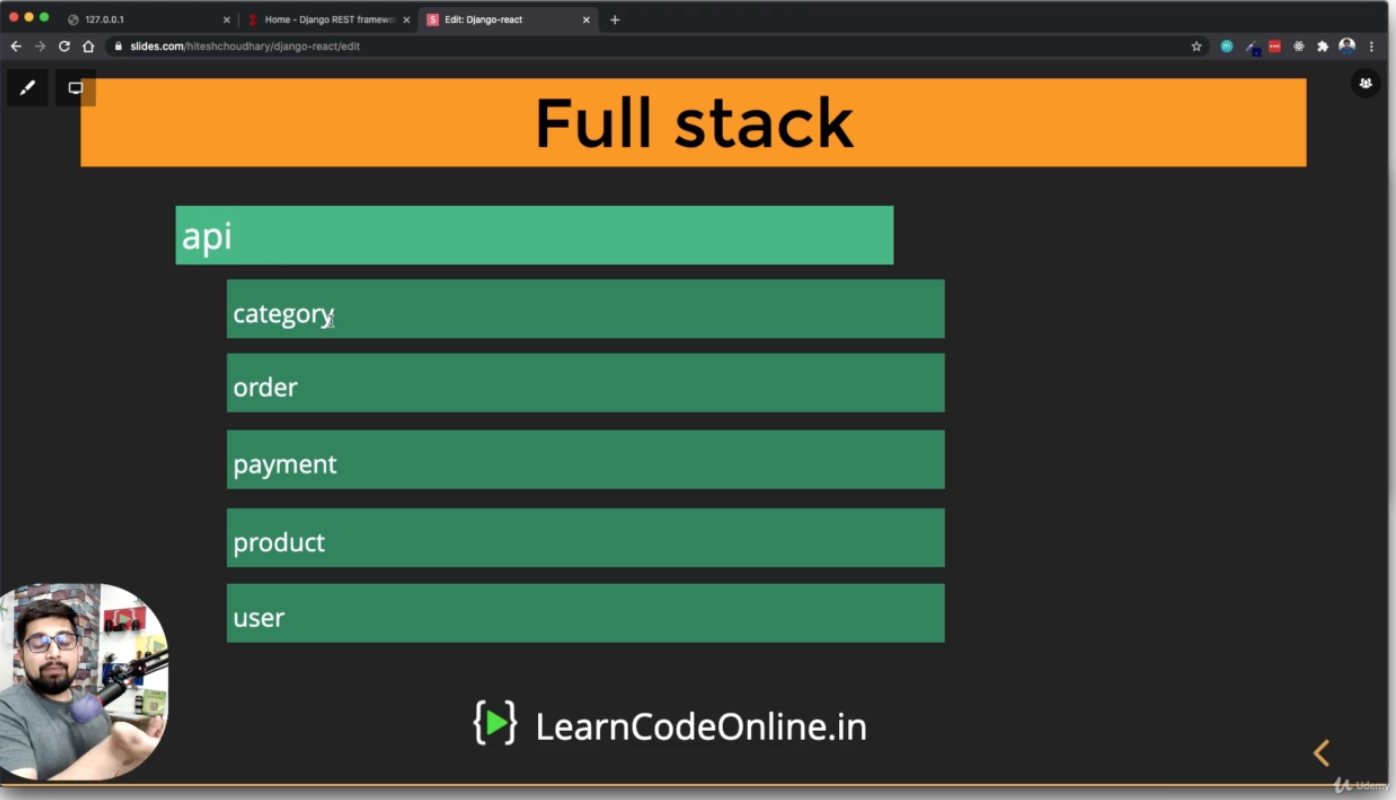 127.0.0.1
Home - Django REST framewo
Edit: Django-react
slides.com/hiteshchoudhary/django-react/edit
Full stack
api
category
order
payment
product
user
LearnCodeOnline.in
Udemy